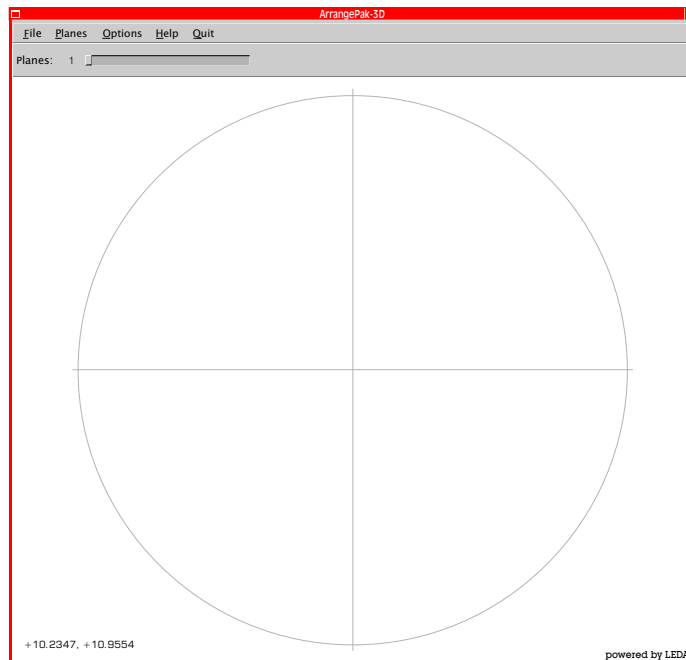 ArrangePak-3D
File Planes Options Help Quit
Planes: 1
+10.2347, +10.9554
powered by LEDA